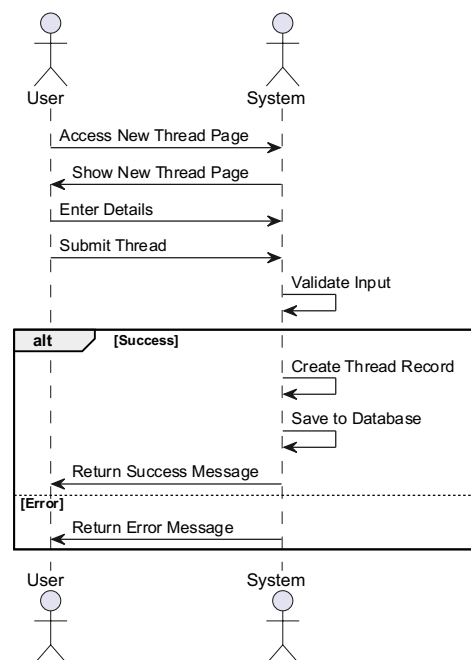 User
System
Access New Thread Page
Show New Thread Page
Enter Details
Submit Thread
Validate Input
alt
[Success]
Create Thread Record
Save to Database
Return Success Message
[Error]
Return Error Message
User
System